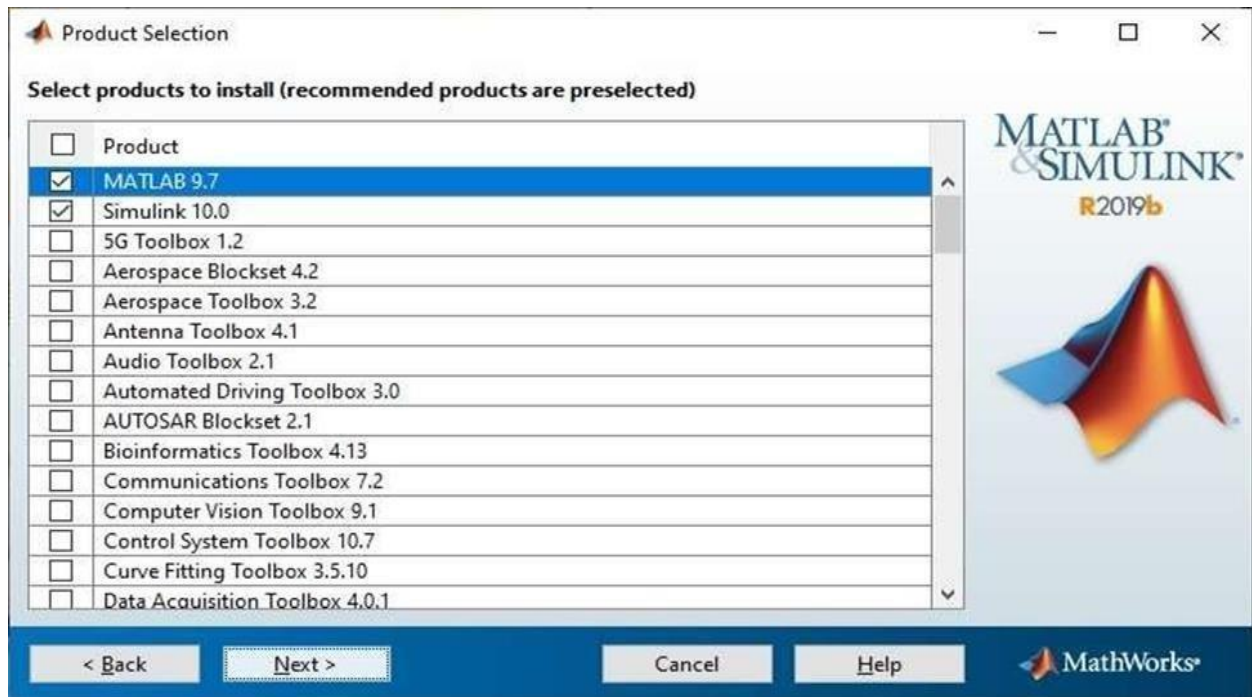 Product Selection
Select products to install (recommended products are preselected)
Product
MATLAB 9.7
Simulink 10.0
5G Toolbox 1.2
Aerospace Blockset 4.2
Aerospace Toolbox 3.2
Antenna Toolbox 4.1
Audio Toolbox 2.1
Automated Driving Toolbox 3.0
AUTOSAR Blockset 2.1
Bioinformatics Toolbox 4.13
Communications Toolbox 7.2
Computer Vision Toolbox 9.1
Control System Toolbox 10.7
Curve Fitting Toolbox 3.5.10
Data Acquisition Toolbox 4.0.1
MATLAB®
&SIMULINK®
R2019b
< Back
Next >
Cancel
Help
MathWorks®